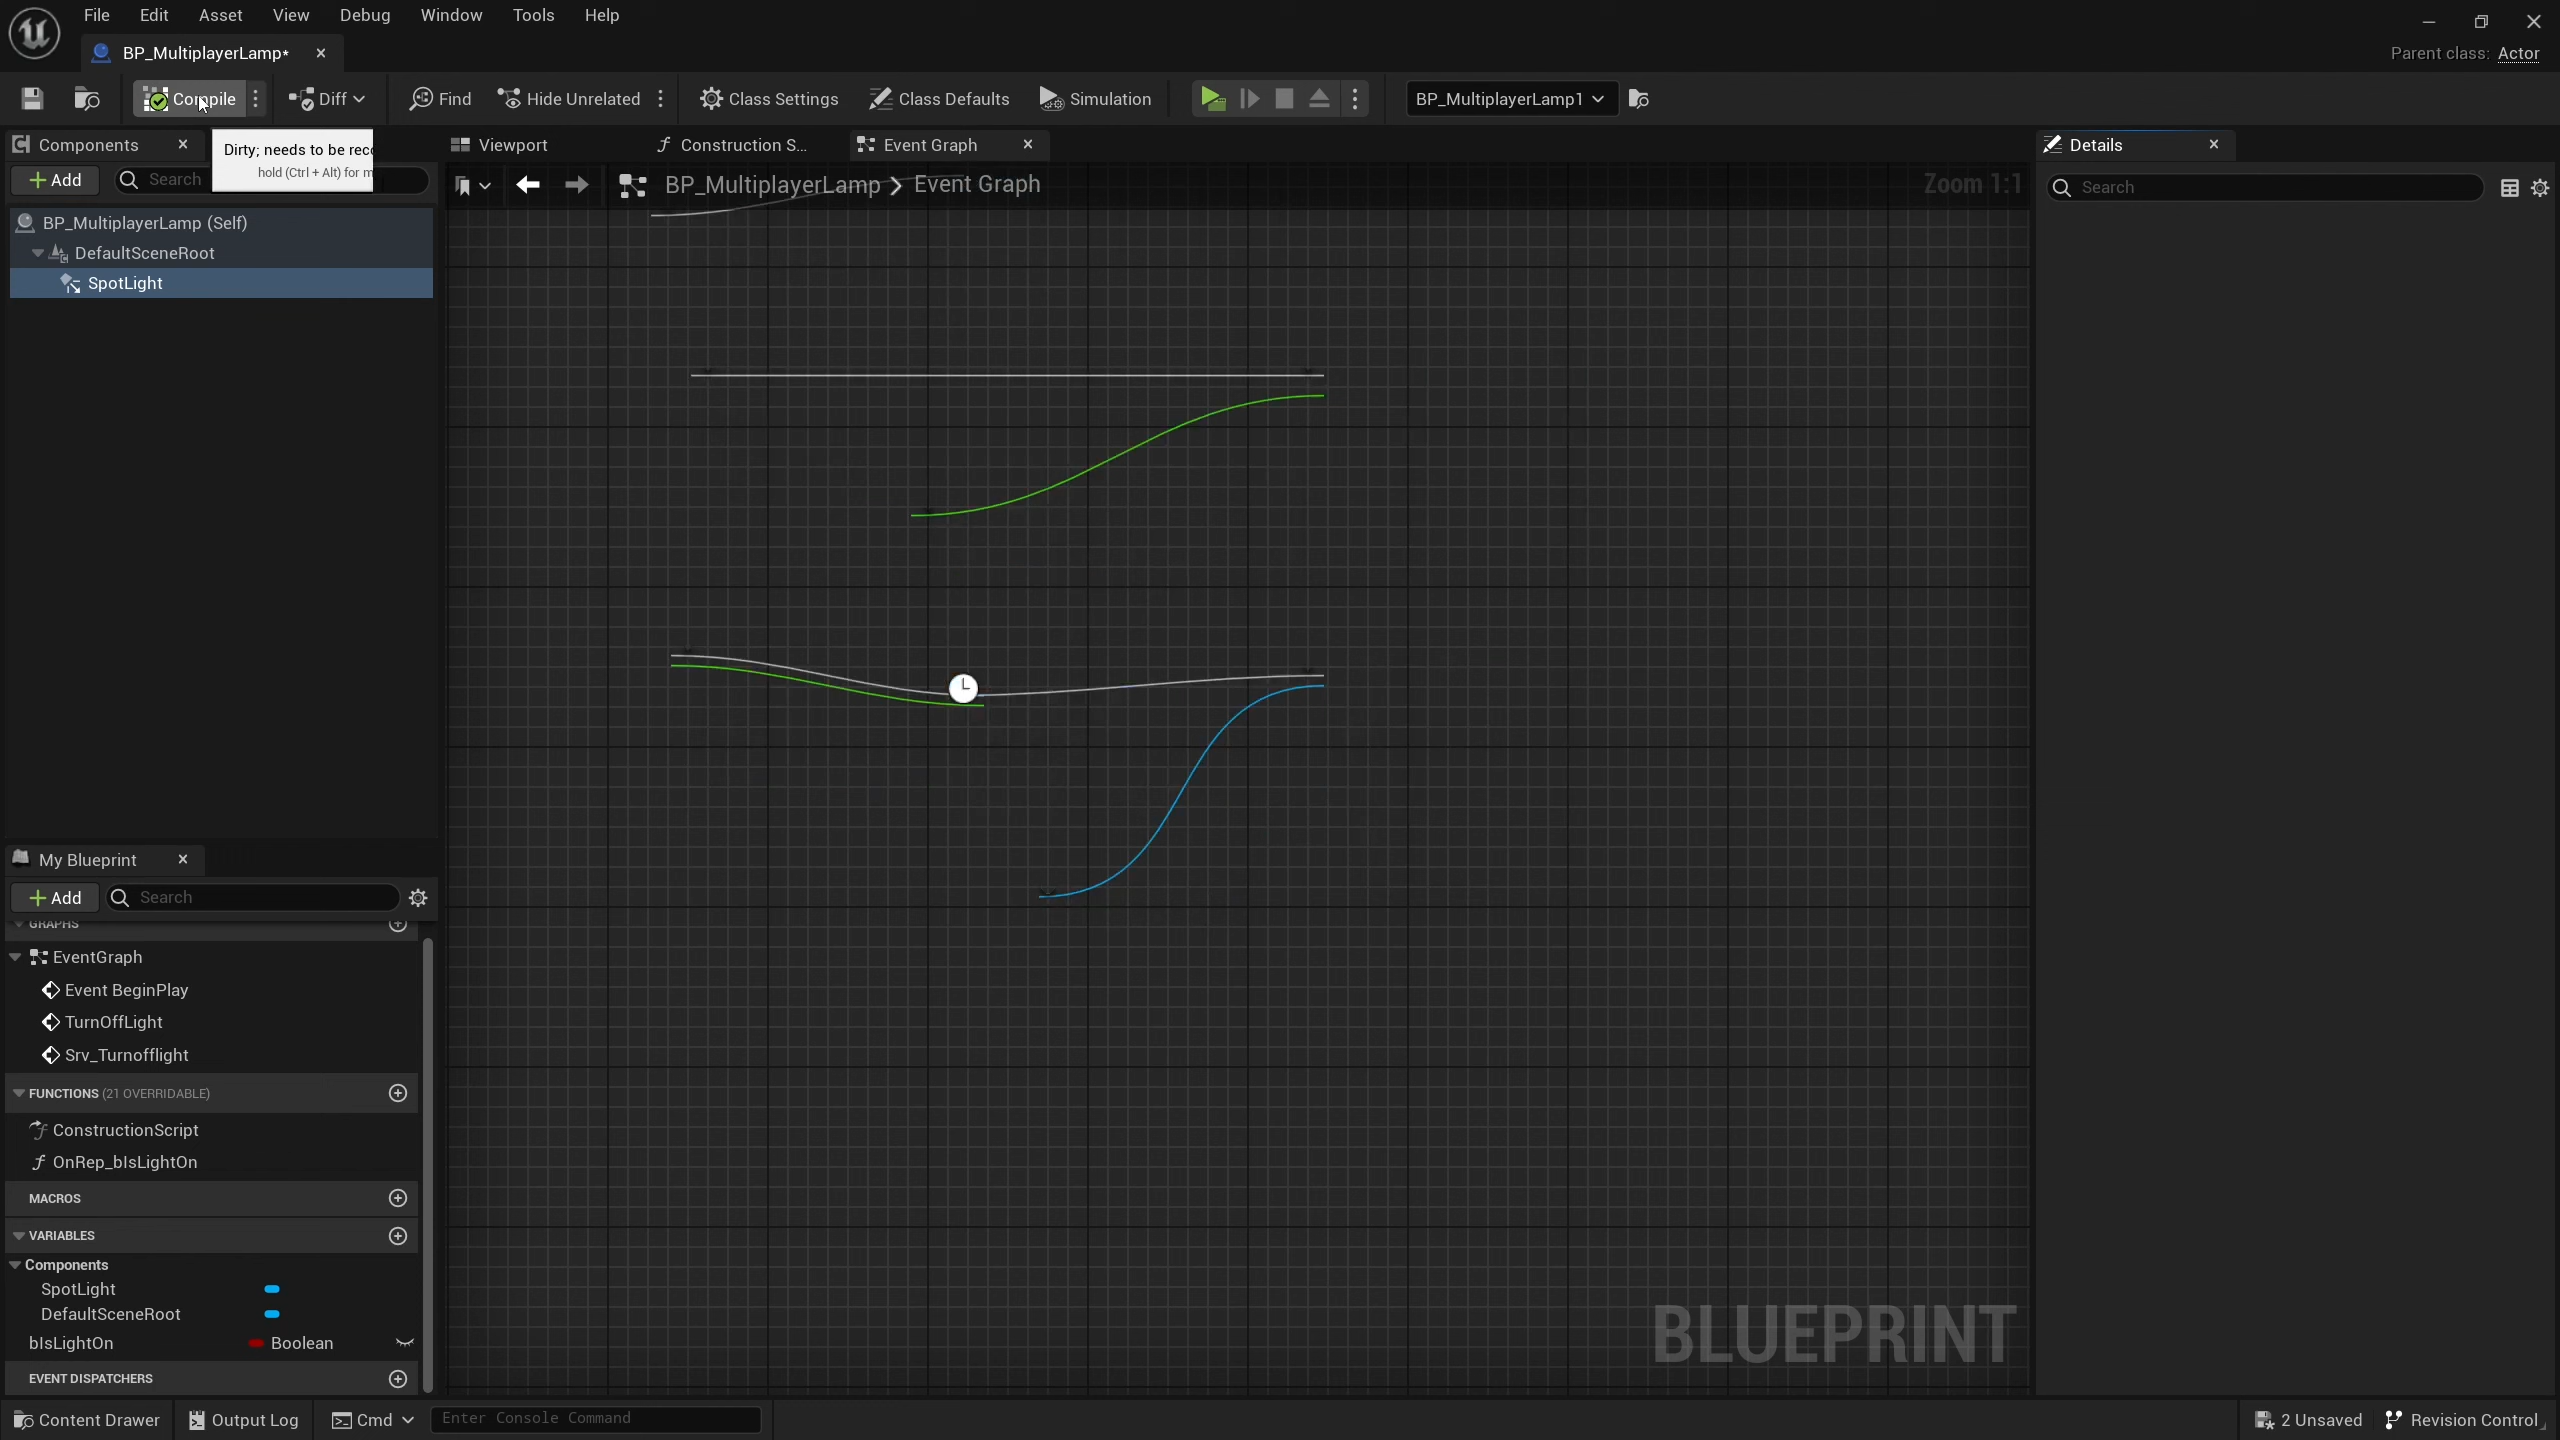 File Edit Asset View Debug Window Tools Help
BP_MultiplayerLamp*
Parent class: Actor
Compile Diff Find Hide Unrelated Class Settings Class Defaults Simulation BP_MultiplayerLamp1
Components Viewport Construction S... Event Graph Details
Dirty; needs to be
hold (Ctrl + Alt) for
Add Search
BP_MultiplayerLamp > Event Graph
Zoom 1:1
Search
BP_MultiplayerLamp (Self)
DefaultSceneRoot
SpotLight
My Blueprint
Add Search
GRAPHS
EventGraph
Event BeginPlay
TurnOffLight
Srv_Turnofflight
FUNCTIONS (21 OVERRIDABLE)
ConstructionScript
OnRep_bIsLightOn
MACROS
VARIABLES
Components
SpotLight
DefaultSceneRoot
bIsLightOn Boolean
EVENT DISPATCHERS
BLUEPRINT
Content Drawer Output Log Cmd Enter Console Command 2 Unsaved Revision Control